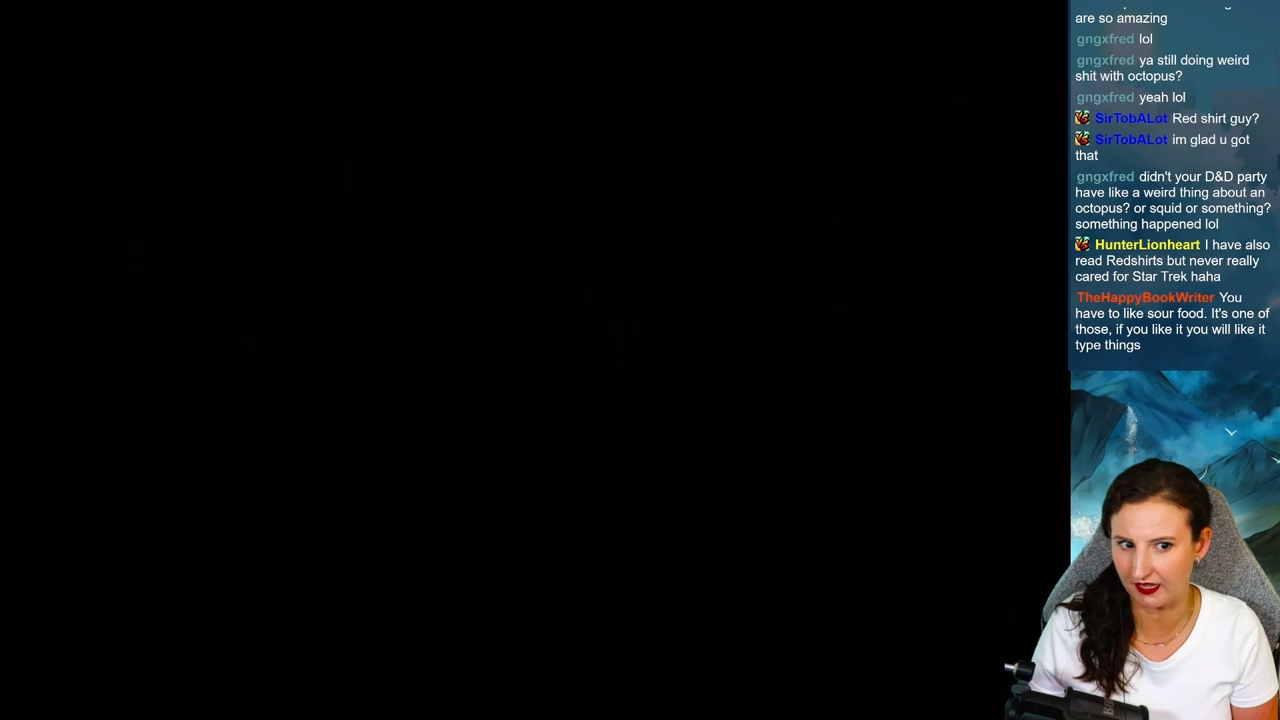 are so amazing
gngxfred lol
gngxfred ya still doing weird
shit with octopus?
gngxfred yeah lol
SirTobALot Red shirt guy?
SirTobALot im glad u got
that
gngxfred didn't your D&D party
have like a weird thing about an
octopus? or squid or something?
something happened lol
HunterLionheart I have also
read Redshirts but never really
cared for Star Trek haha
TheHappyBookWriter You
have to like sour food. It's one of
those, if you like it you will like it
type things